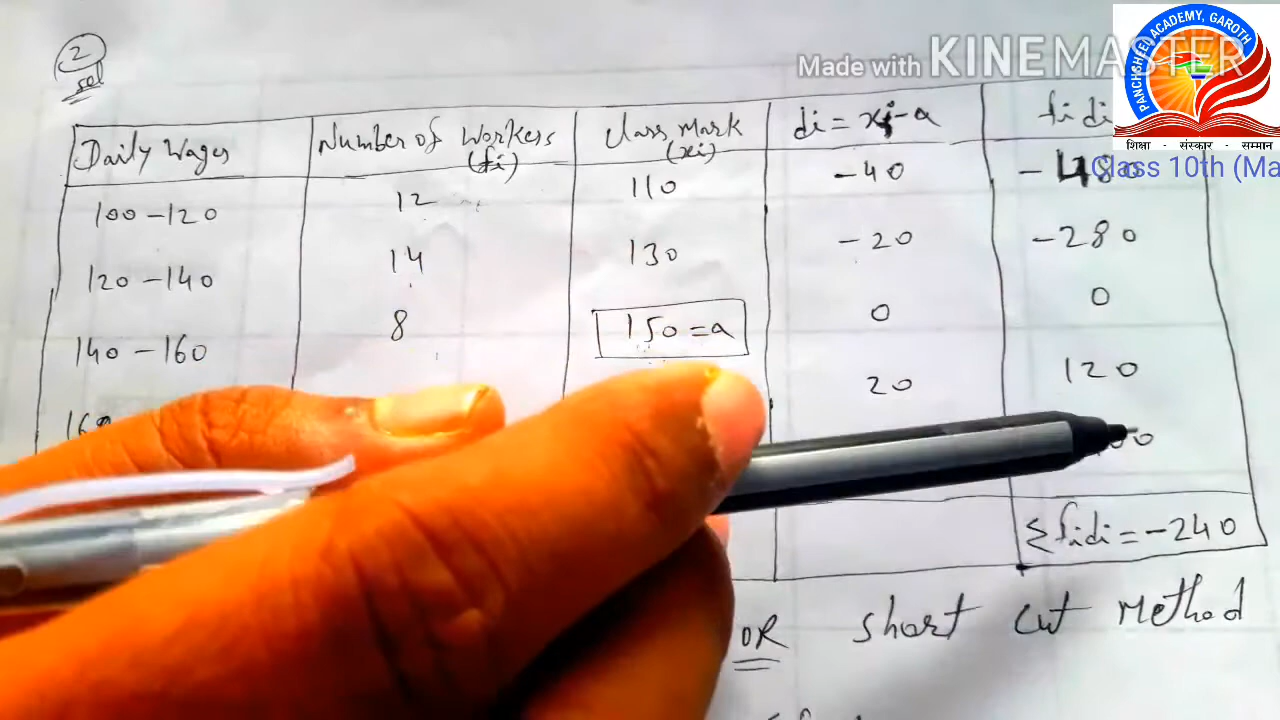 2
sol
Made with KINEMASTER
PANCHSHEEL ACADEMY, GAROTH
शिक्षा - संस्कार - सम्मान
Class 10th (Ma
Daily Wages Number of Workers (fi) Class Mark (xi) di = xi - a fidi
100-120 12 110 -40 -480
120-140 14 130 -20 -280
140-160 8 150=a 0 0
20 120
Σfidi = -240
OR Short Cut Method